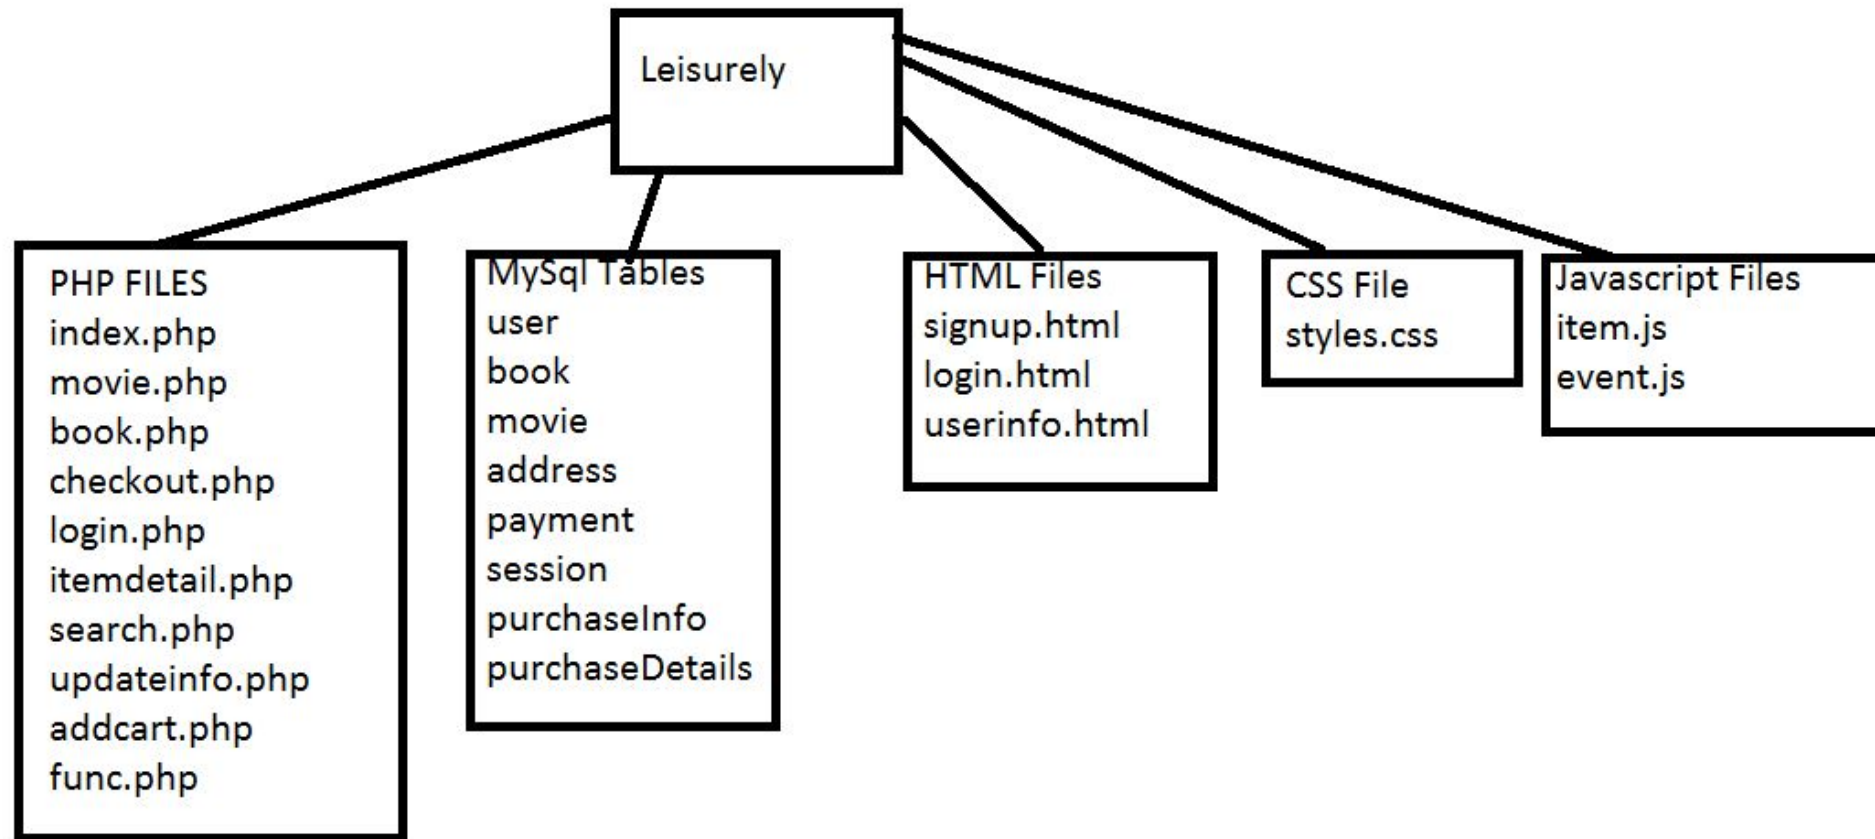 Leisurely
PHP FILES
index.php
movie.php
book.php
checkout.php
login.php
itemdetail.php
search.php
updateinfo.php
addcart.php
func.php
MySql Tables
user
book
movie
address
payment
session
purchaseInfo
purchaseDetails
HTML Files
signup.html
login.html
userinfo.html
CSS File
styles.css
Javascript Files
item.js
event.js